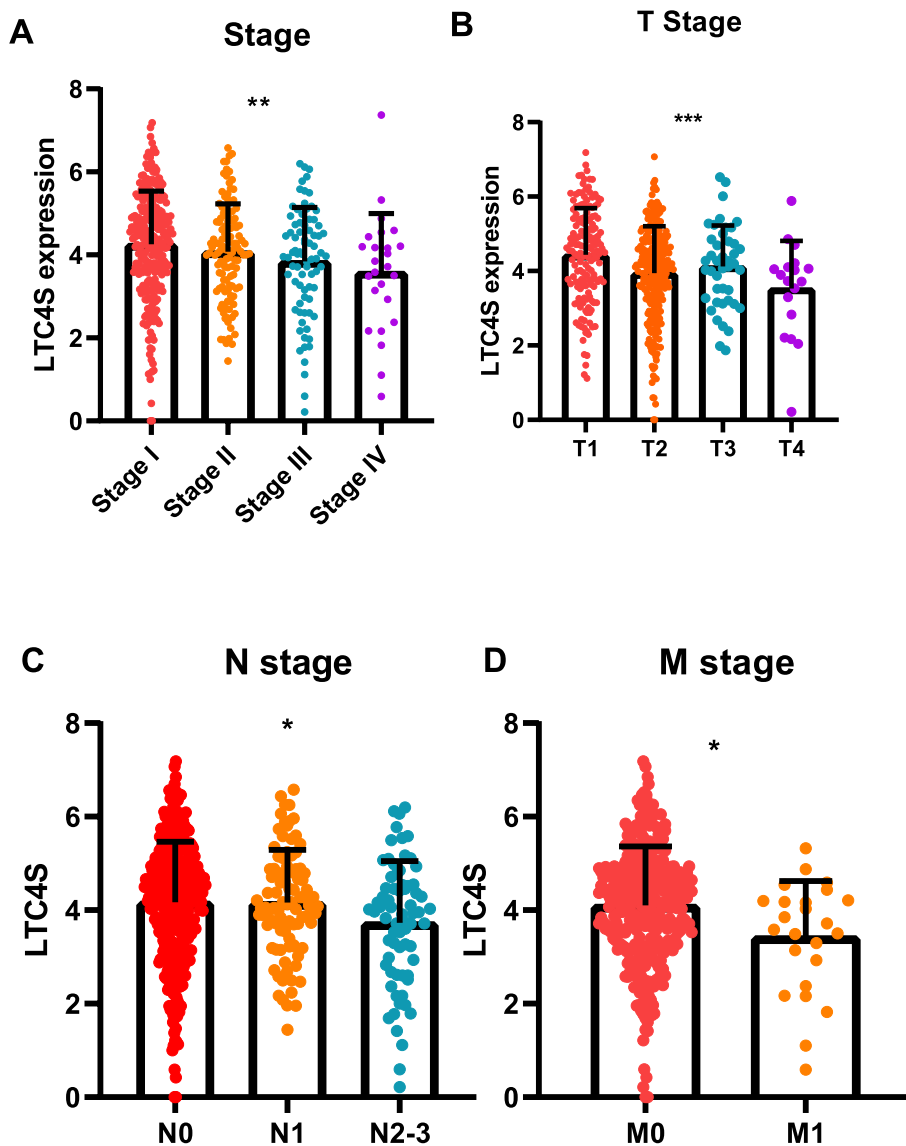 A
Stage
LTC4S expression
8
6
4
2
0
**
Stage I
Stage II
Stage III
Stage IV
B
T Stage
LTC4S expression
8
6
4
2
0
***
T1
T2
T3
T4
C
N stage
LTC4S
8
6
4
2
0
*
N0
N1
N2-3
D
M stage
LTC4S
8
6
4
2
0
*
M0
M1